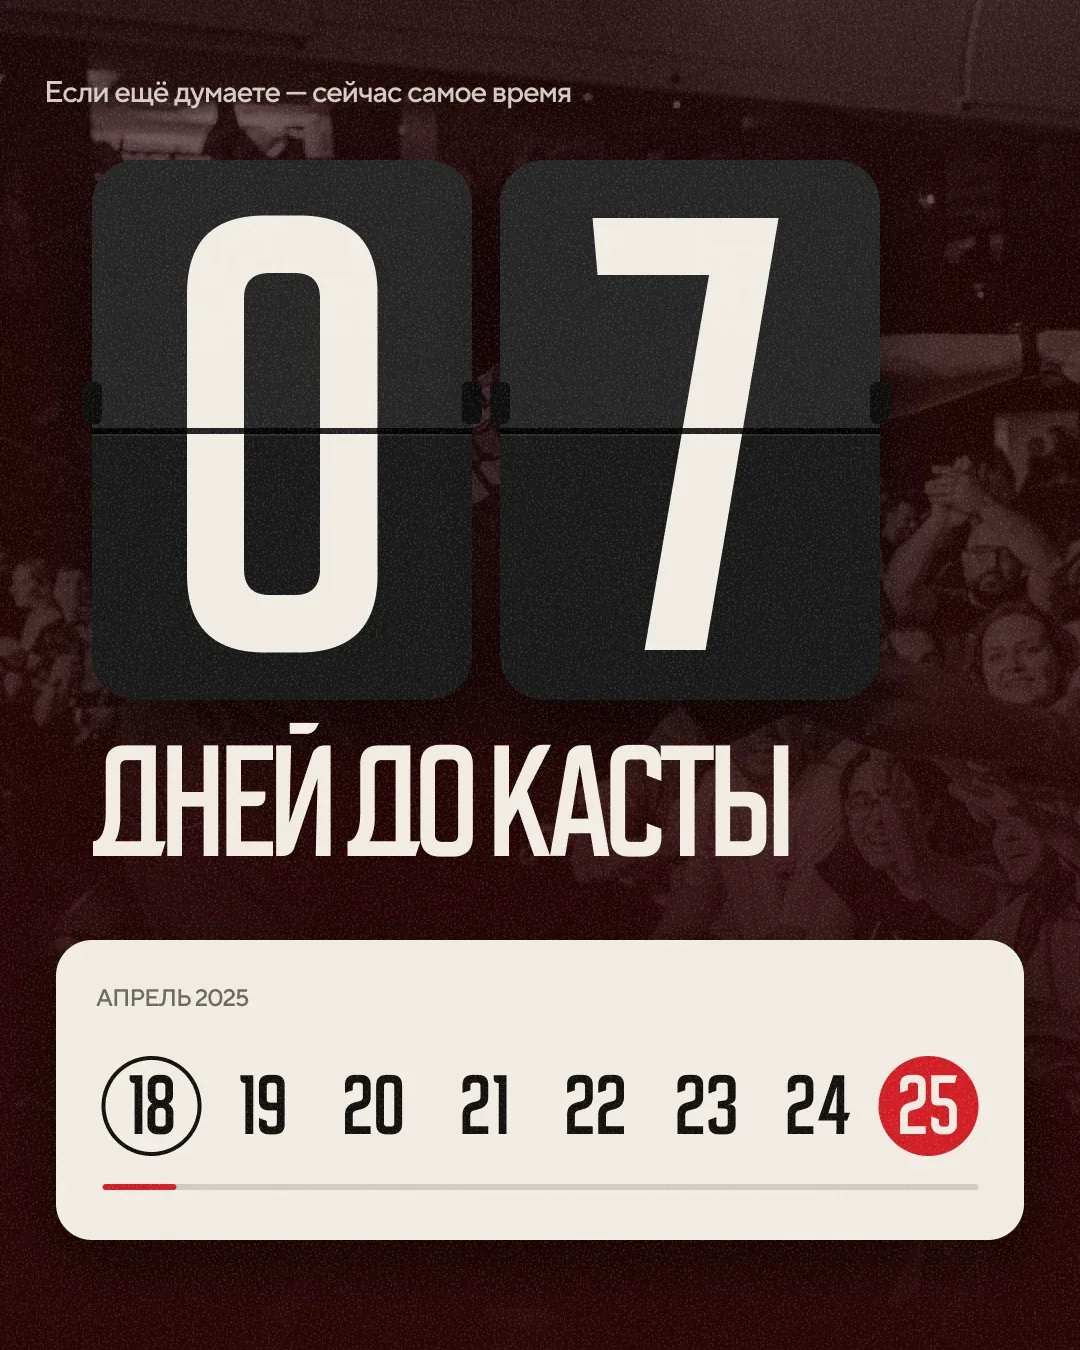 Если ещё думаете — сейчас самое время
07
ДНЕЙ ДО КАСТЫ
АПРЕЛЬ 2025
18 19 20 21 22 23 24 25